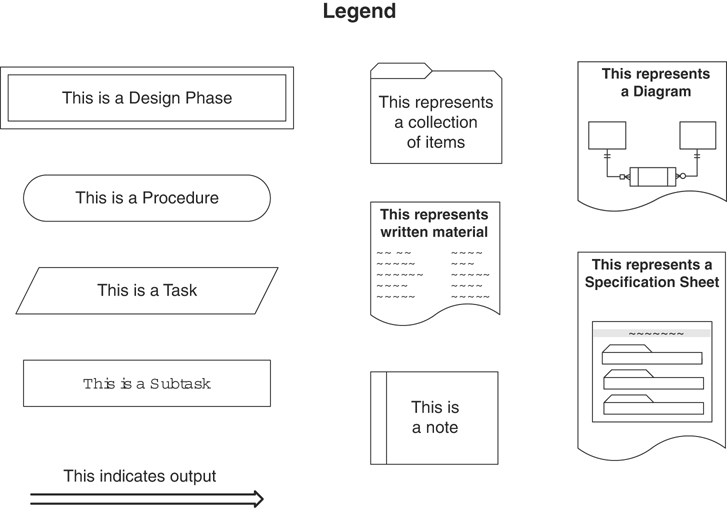 Legend
This is a Design Phase
This is a Procedure
This is a Task
This is a Subtask
This indicates output
This represents
a collection
of items
This represents
written material
This is
a note
This represents
a Diagram
This represents a
Specification Sheet